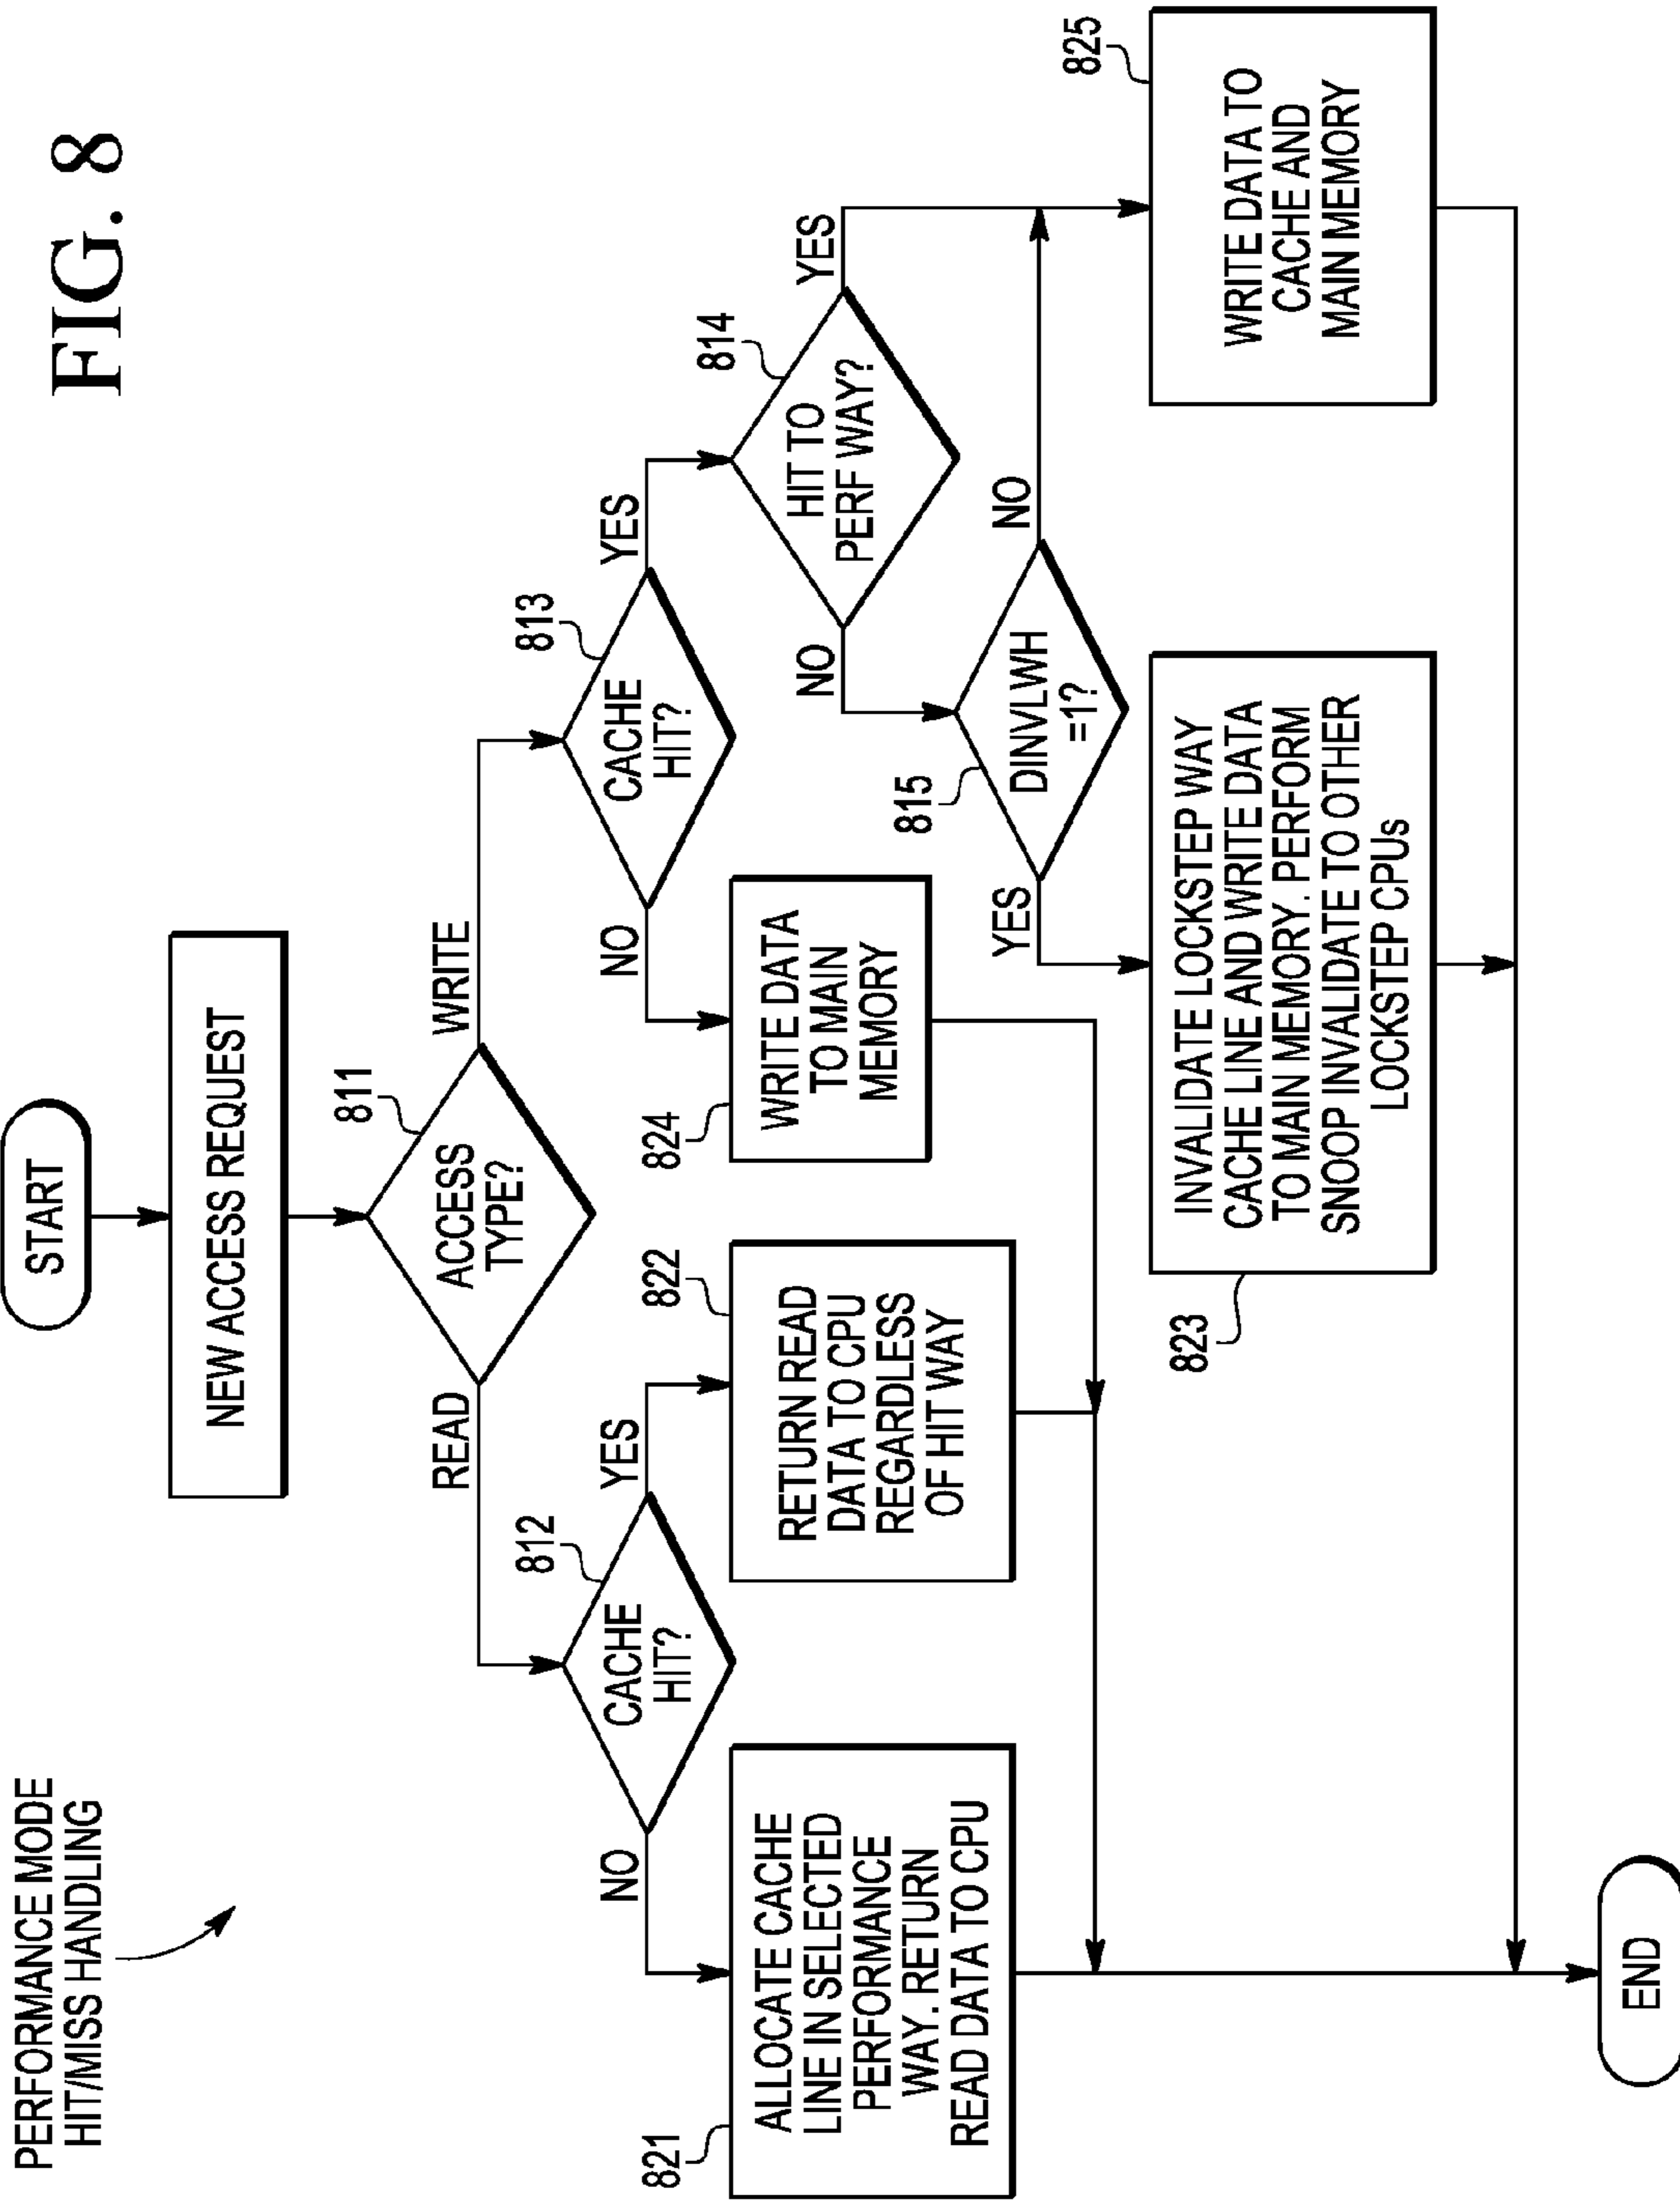 PERFORMANCE MODE
HIT/MISS HANDLING
FIG. 8
START
NEW ACCESS REQUEST
811
ACCESS
TYPE?
READ
WRITE
812
CACHE
HIT?
NO
YES
813
CACHE
HIT?
NO
YES
821
ALLOCATE CACHE
LINE IN SELECTED
PERFORMANCE
WAY. RETURN
READ DATA TO CPU
822
RETURN READ
DATA TO CPU
REGARDLESS
OF HIT WAY
824
WRITE DATA
TO MAIN
MEMORY
814
HIT TO
PERF WAY?
NO
YES
815
DINVLWH
=1?
YES
NO
823
INVALIDATE LOCKSTEP WAY
CACHE LINE AND WRITE DATA
TO MAIN MEMORY. PERFORM
SNOOP INVALIDATE TO OTHER
LOCKSTEP CPUs
825
WRITE DATA TO
CACHE AND
MAIN MEMORY
END